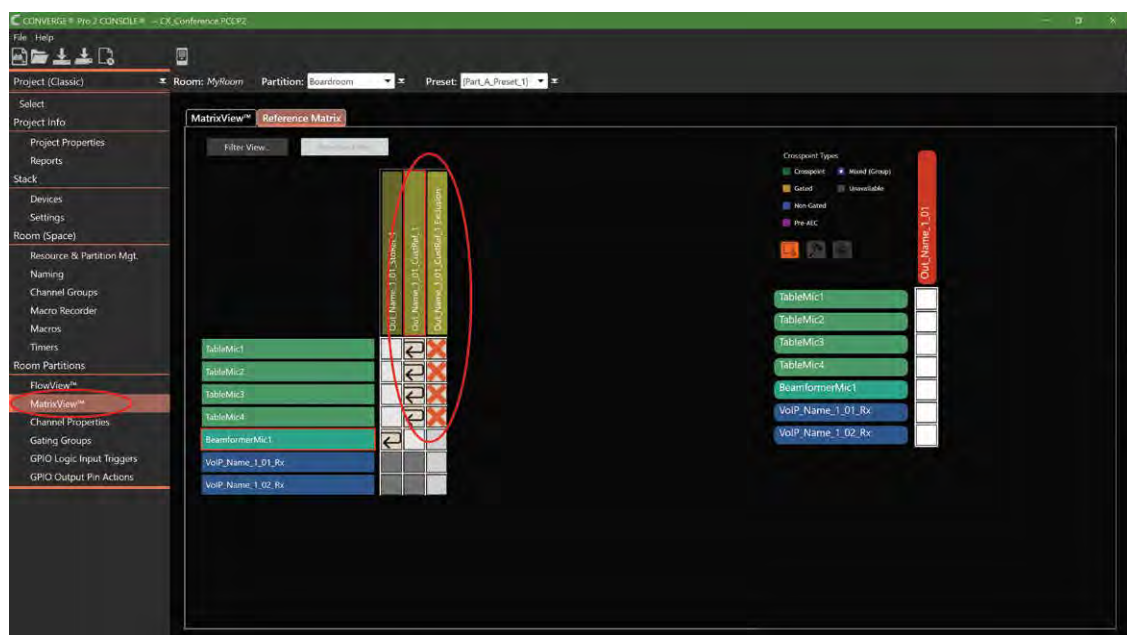 CONVERGE® Pro 2 CONSOLE® — CX_Conference.PCCP2
File Help
Project (Classic)
Room: MyRoom Partition: Boardroom Preset: [Part_A_Preset_1]
Select
Project Info
Project Properties
Reports
Stack
Devices
Settings
Room (Space)
Resource & Partition Mgt.
Naming
Channel Groups
Macro Recorder
Macros
Timers
Room Partitions
FlowView™
MatrixView™
Channel Properties
Gating Groups
GPIO Logic Input Triggers
GPIO Output Pin Actions
MatrixView™ Reference Matrix
Filter View
Out_Name_1_01_CustRef_1
Out_Name_1_01_CustRef_1 Exclusion
TableMic1
TableMic2
TableMic3
TableMic4
BeamformerMic1
VoIP_Name_1_01_Rx
VoIP_Name_1_02_Rx
Crosspoint Types
Crosspoint Mixed (Group)
Gated Unavailable
Non-Gated
Pre-AEC
Out_Name_1_01
TableMic1
TableMic2
TableMic3
TableMic4
BeamformerMic1
VoIP_Name_1_01_Rx
VoIP_Name_1_02_Rx